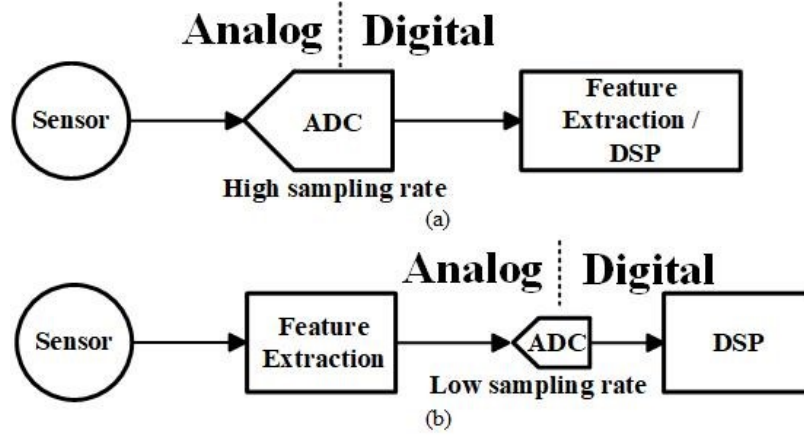 Analog Digital
Sensor
ADC
Feature
Extraction /
DSP
High sampling rate
(a)
Analog Digital
Sensor
Feature
Extraction
ADC
DSP
Low sampling rate
(b)